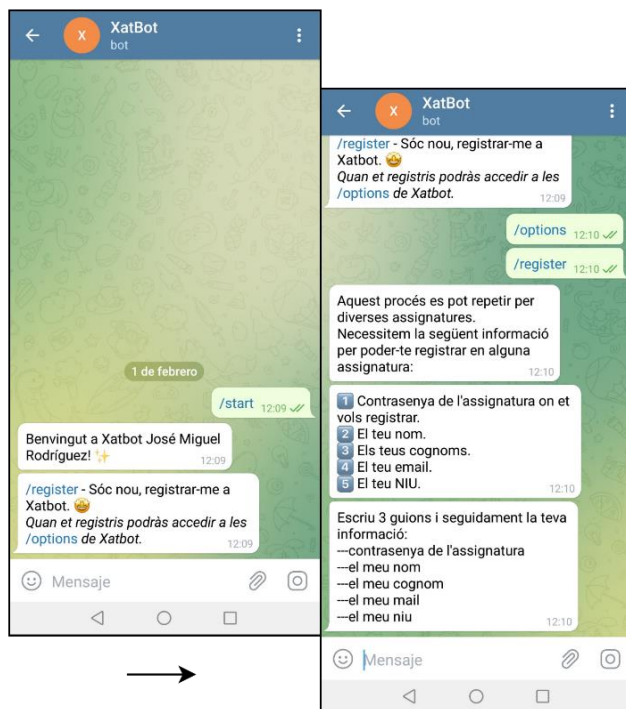 X
XatBot
bot
1 de febrero
/start 12:09
Benvingut a Xatbot José Miguel
Rodríguez! ✨
12:09
/register - Sóc nou, registrar-me a
Xatbot. 🤩
Quan et registris podràs accedir a les
/options de Xatbot.
12:09
Mensaje
X
XatBot
bot
/register - Sóc nou, registrar-me a
Xatbot. 🤩
Quan et registris podràs accedir a les
/options de Xatbot.
12:09
/options 12:10
/register 12:10
Aquest procés es pot repetir per
diverses assignatures.
Necessitem la següent informació
per poder-te registrar en alguna
assignatura:
12:10
1️⃣ Contrasenya de l'assignatura on et
vols registrar.
2️⃣ El teu nom.
3️⃣ Els teus cognoms.
4️⃣ El teu email.
5️⃣ El teu NIU.
12:10
Escriu 3 guions i seguidament la teva
informació:
---contrasenya de l'assignatura
---el meu nom
---el meu cognom
---el meu mail
---el meu niu
12:10
Mensaje